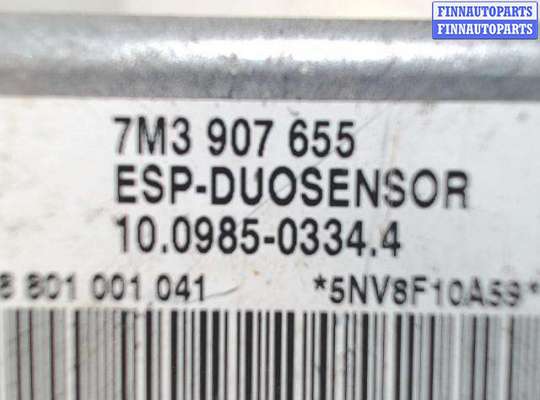 FINNAUTOPARTS
FINNAUTOPARTS
7M3 907 655
ESP-DUOSENSOR
10.0985-0334.4
8 801 001 041 *5NV8F10A59*